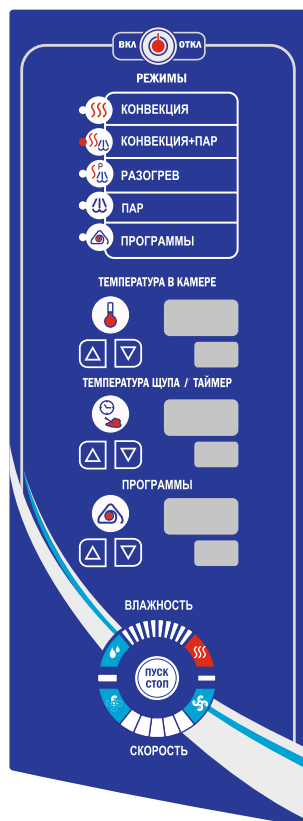 ВКЛ ОТКЛ
РЕЖИМЫ
КОНВЕКЦИЯ
КОНВЕКЦИЯ+ПАР
P
РАЗОГРЕВ
ПАР
ПРОГРАММЫ
ТЕМПЕРАТУРА В КАМЕРЕ
ТЕМПЕРАТУРА ЩУПА / ТАЙМЕР
ПРОГРАММЫ
ВЛАЖНОСТЬ
ПУСК
СТОП
СКОРОСТЬ